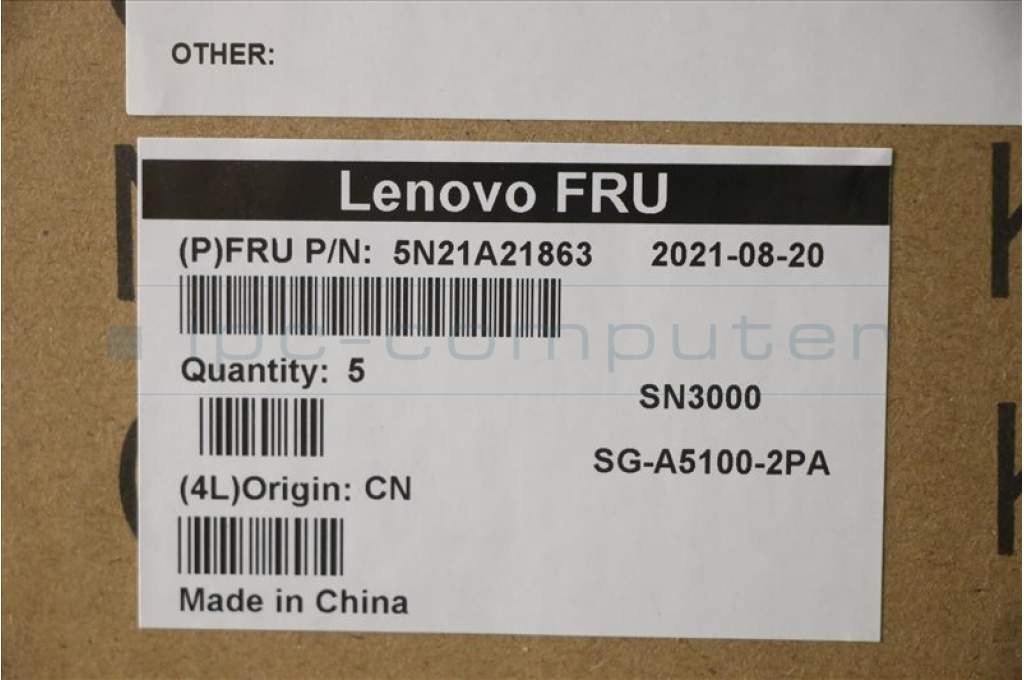 OTHER:
Lenovo FRU
(P)FRU P/N: 5N21A21863 2021-08-20
ipc-computer
Quantity: 5
SN3000
SG-A5100-2PA
(4L)Origin: CN
Made in China